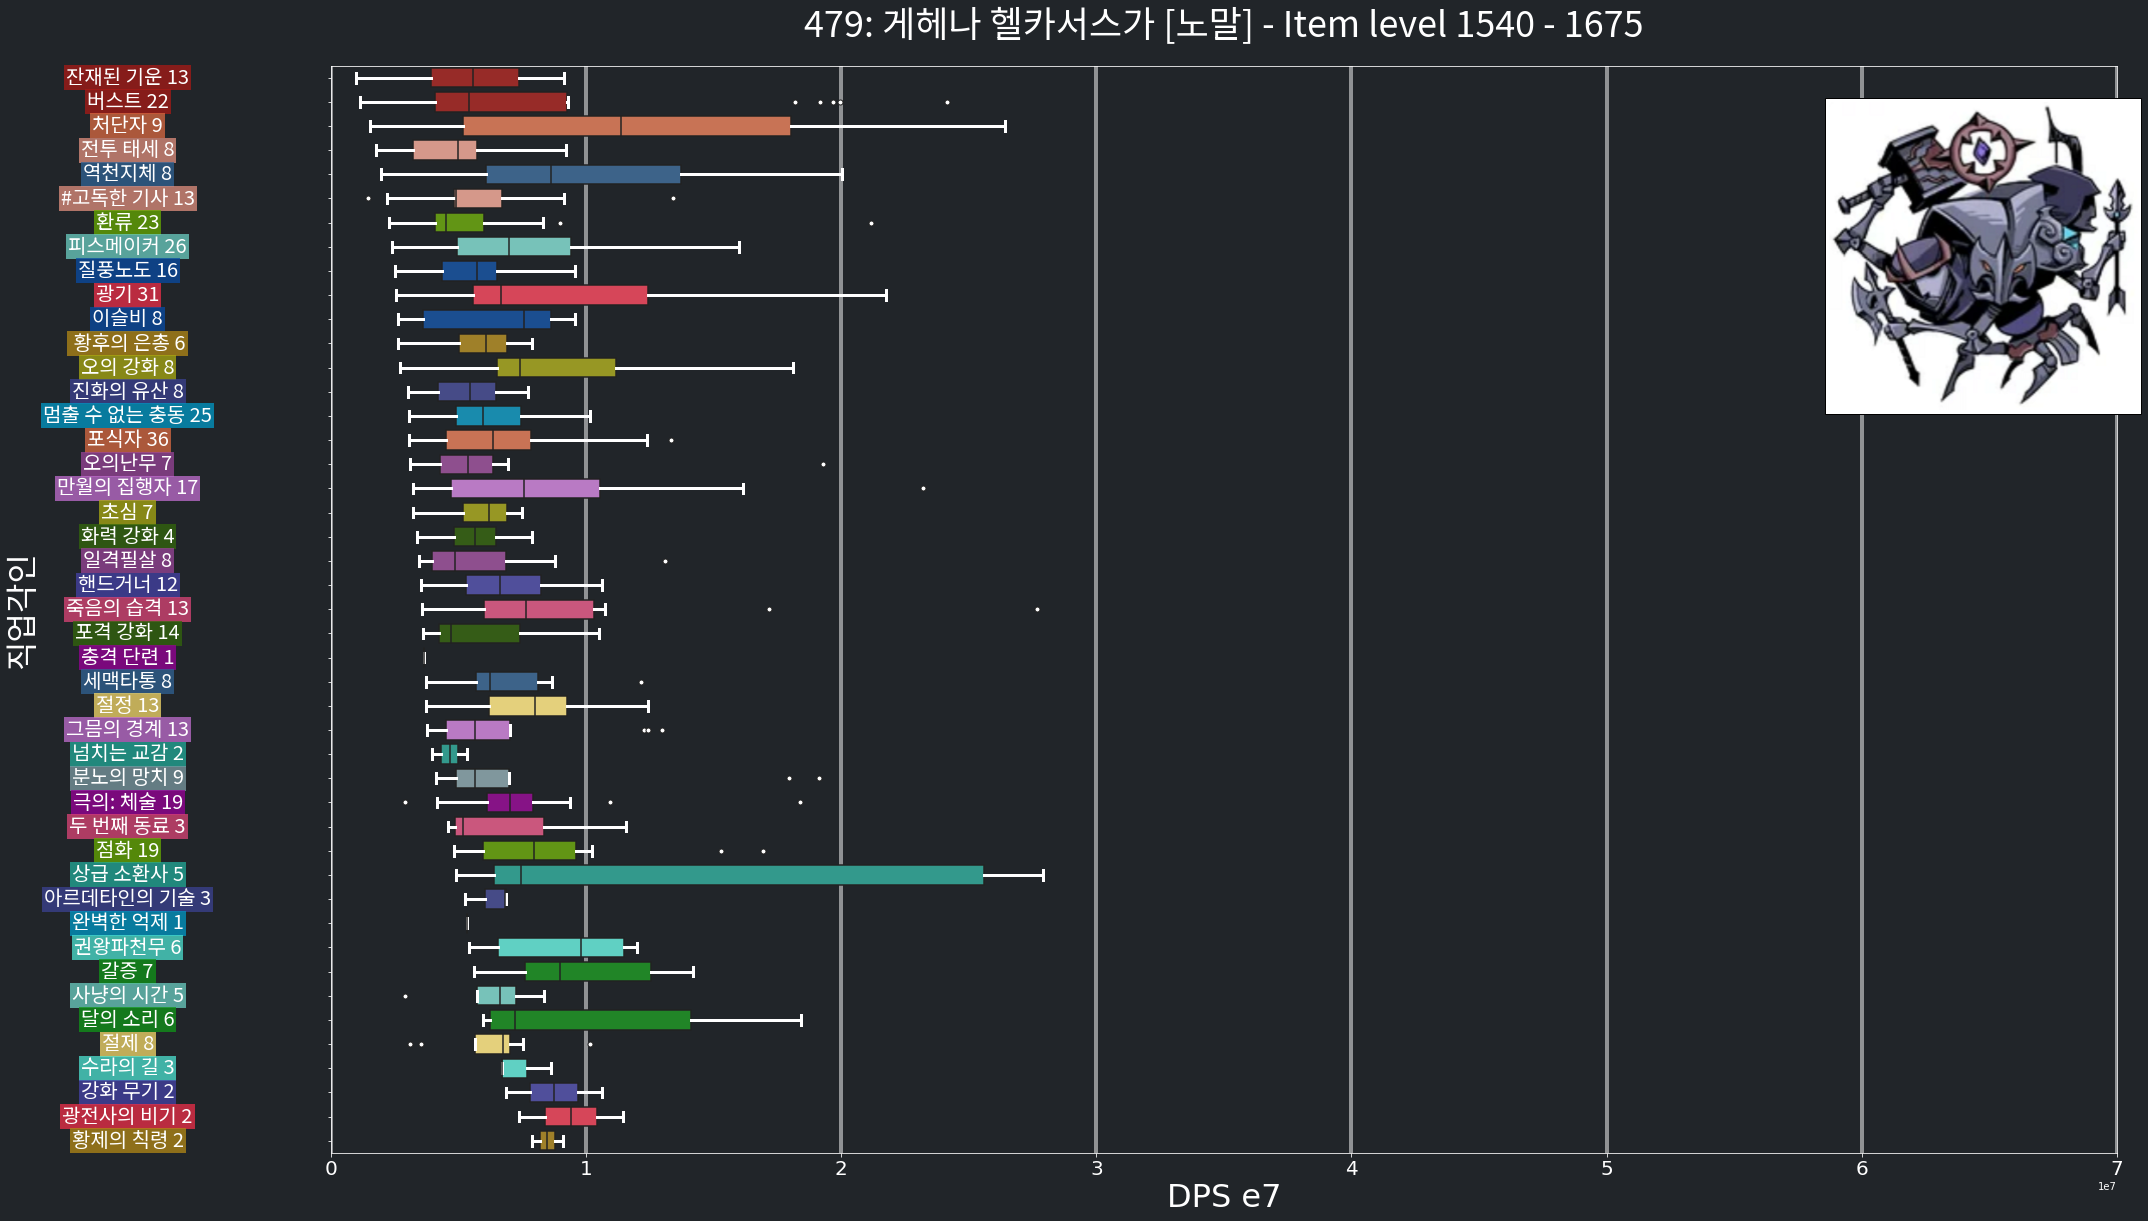 479: 게헤나 헬카서스가 [노말] - Item level 1540 - 1675
잔재된 기운 13
버스트 22
처단자 9
전투 태세 8
역천지체 8
#고독한 기사 13
환류 23
피스메이커 26
질풍노도 16
광기 31
이슬비 8
황후의 은총 6
오의 강화 8
진화의 유산 8
멈출 수 없는 충동 25
포식자 36
오의난무 7
만월의 집행자 17
초심 7
화력 강화 4
일격필살 8
핸드거너 12
죽음의 습격 13
포격 강화 14
충격 단련 1
세맥타통 8
절정 13
그믐의 경계 13
넘치는 교감 2
분노의 망치 9
극의: 체술 19
두 번째 동료 3
점화 19
상급 소환사 5
아르데타인의 기술 3
완벽한 억제 1
권왕파천무 6
갈증 7
사냥의 시간 5
달의 소리 6
절제 8
수라의 길 3
강화 무기 2
광전사의 비기 2
황제의 칙령 2
직업각인
0 1 2 3 4 5 6 7
1e7
DPS e7